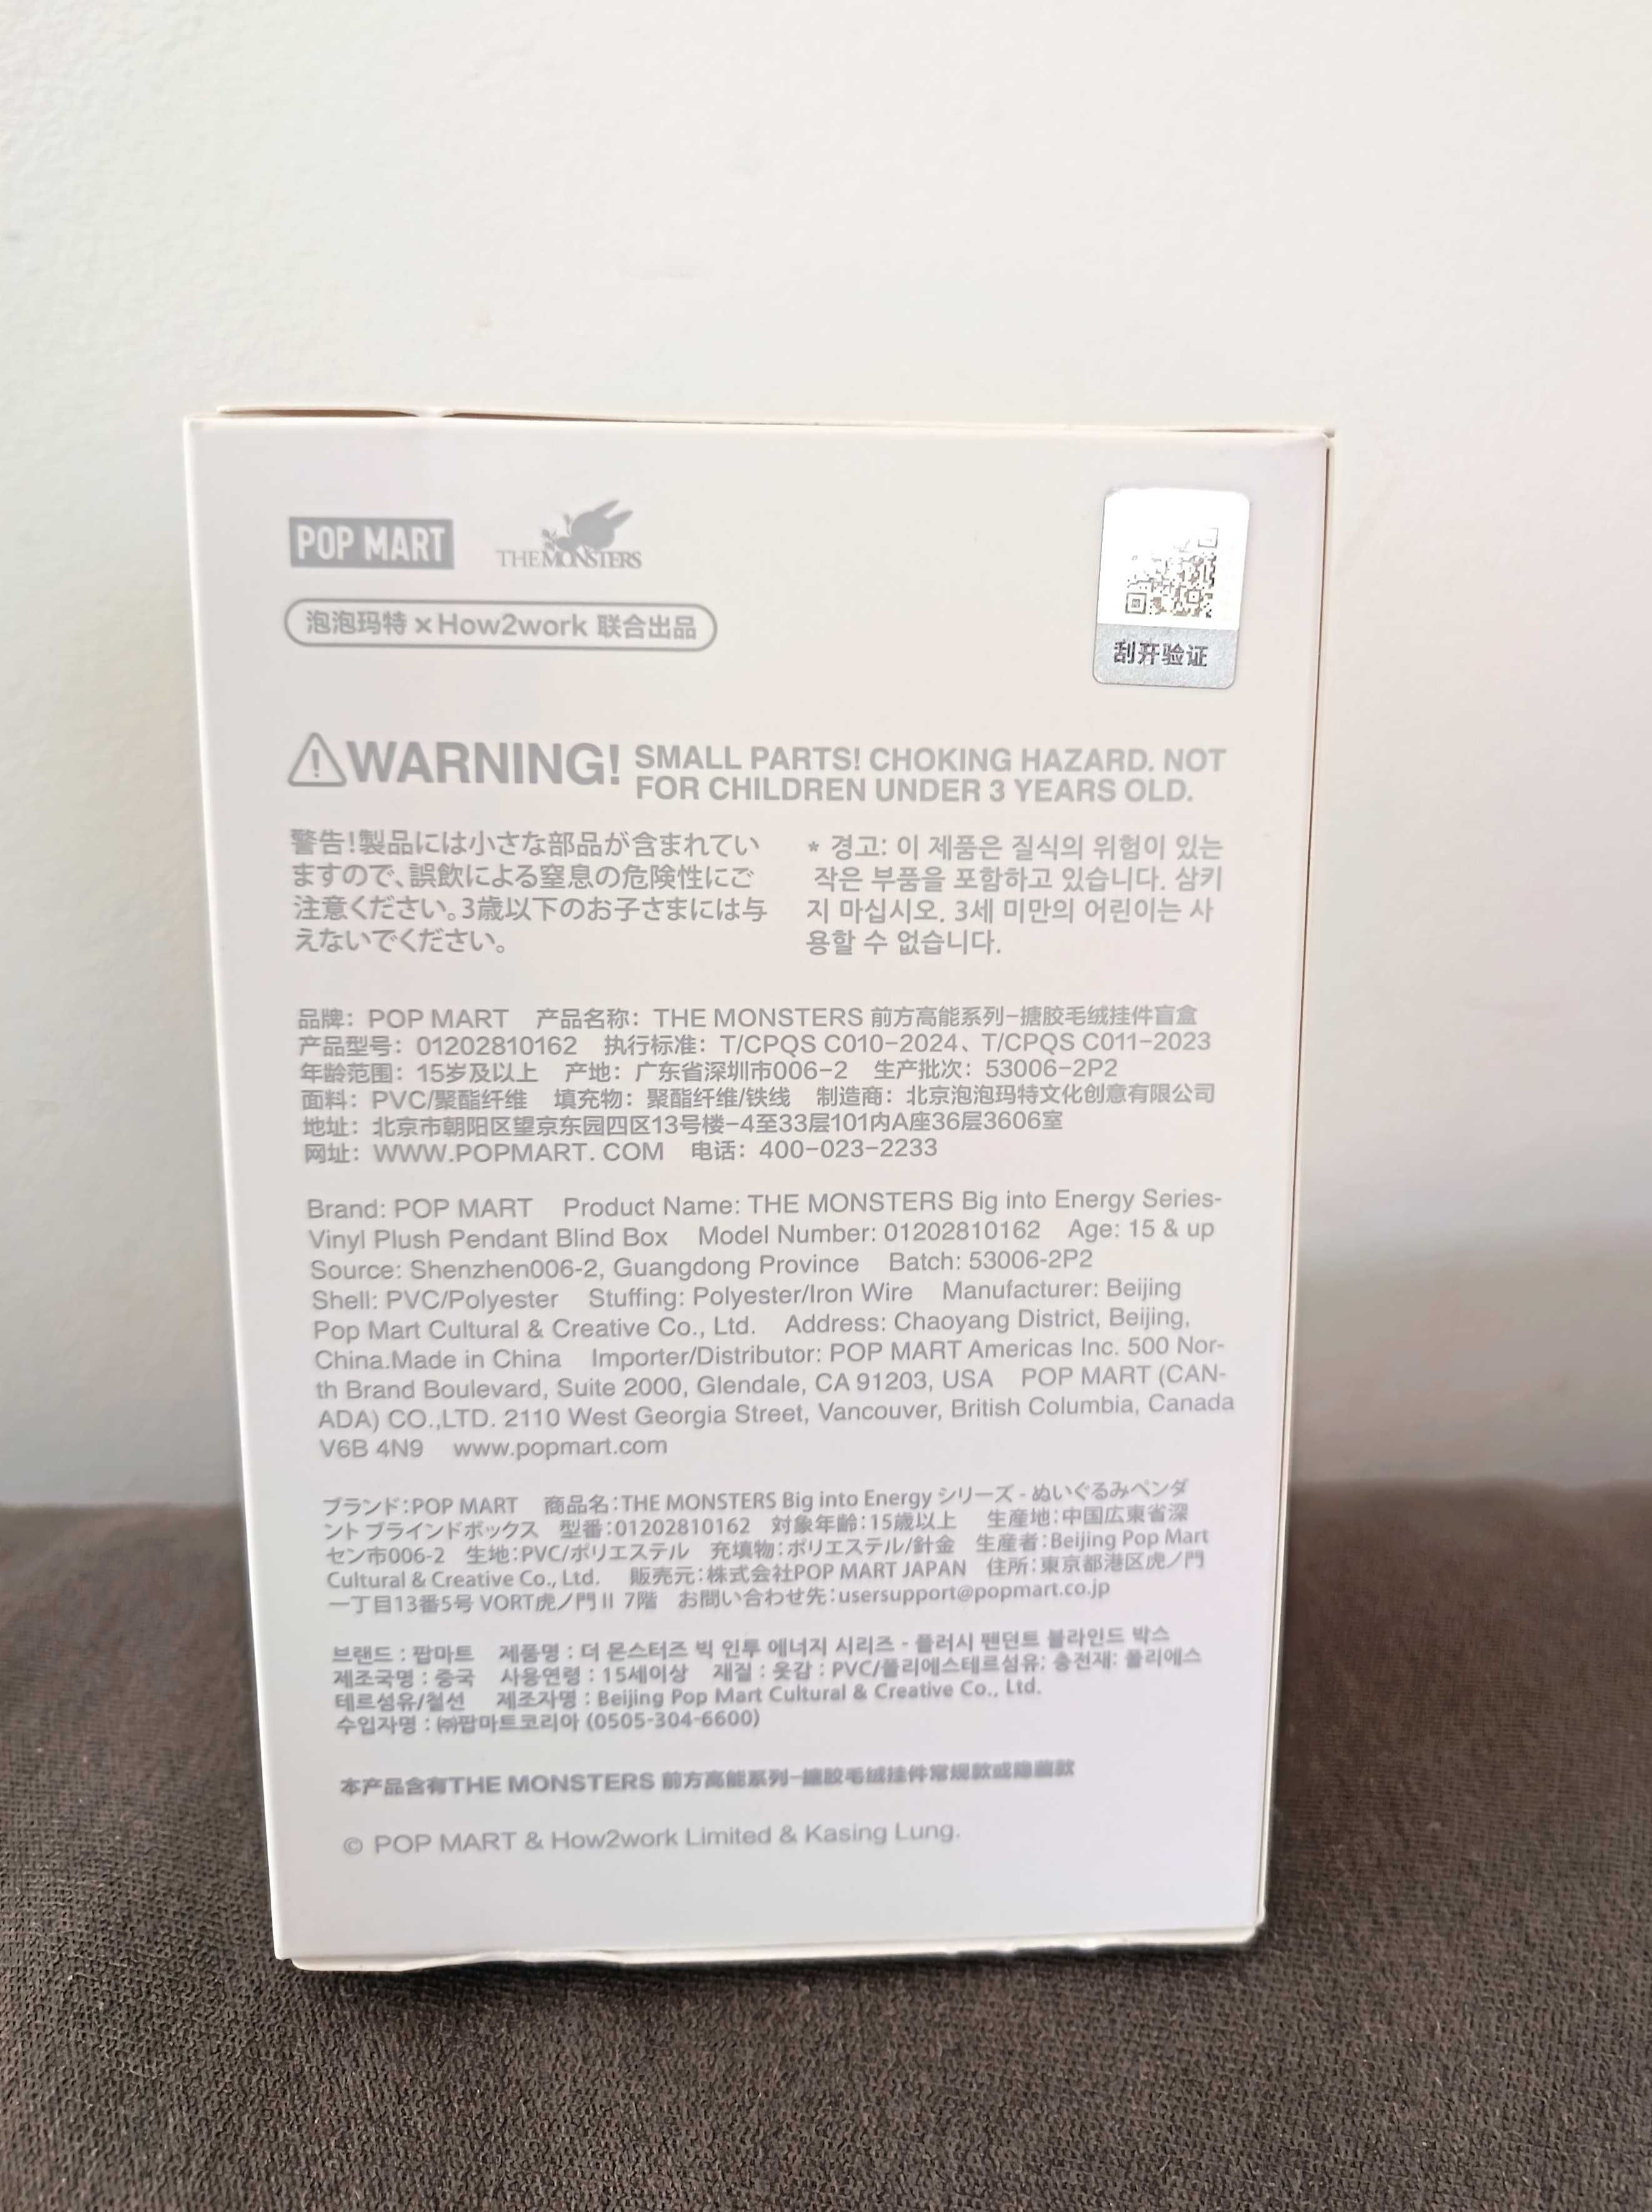 POP MART
THE MONSTERS
泡泡玛特 × How2work 联合出品
刮开验证
WARNING! SMALL PARTS! CHOKING HAZARD. NOT
FOR CHILDREN UNDER 3 YEARS OLD.
警告!製品には小さな部品が含まれてい
ますので、誤飲による窒息の危険性にご
注意ください。3歳以下のお子さまには与
えないでください。
* 경고: 이 제품은 질식의 위험이 있는
작은 부품을 포함하고 있습니다. 삼키
지 마십시오. 3세 미만의 어린이는 사
용할 수 없습니다.
品牌：POP MART 产品名称：THE MONSTERS 前方高能系列-搪胶毛绒挂件盲盒
产品型号：01202810162 执行标准：T/CPQS C010-2024、T/CPQS C011-2023
年龄范围：15岁及以上 产地：广东省深圳市006-2 生产批次：53006-2P2
面料：PVC/聚酯纤维 填充物：聚酯纤维/铁线 制造商：北京泡泡玛特文化创意有限公司
地址：北京市朝阳区望京东园四区13号楼-4至33层101内A座36层3606室
网址：WWW.POPMART. COM 电话：400-023-2233
Brand: POP MART Product Name: THE MONSTERS Big into Energy Series-
Vinyl Plush Pendant Blind Box Model Number: 01202810162 Age: 15 & up
Source: Shenzhen006-2, Guangdong Province Batch: 53006-2P2
Shell: PVC/Polyester Stuffing: Polyester/Iron Wire Manufacturer: Beijing
Pop Mart Cultural & Creative Co., Ltd. Address: Chaoyang District, Beijing,
China.Made in China Importer/Distributor: POP MART Americas Inc. 500 Nor-
th Brand Boulevard, Suite 2000, Glendale, CA 91203, USA POP MART (CAN-
ADA) CO.,LTD. 2110 West Georgia Street, Vancouver, British Columbia, Canada
V6B 4N9 www.popmart.com
ブランド：POP MART 商品名：THE MONSTERS Big into Energy シリーズ - ぬいぐるみペンダ
ント ブラインドボックス 型番：01202810162 対象年齢：15歳以上 生産地：中国広東省深
セン市006-2 生地：PVC/ポリエステル 充填物：ポリエステル/針金 生産者：Beijing Pop Mart
Cultural & Creative Co., Ltd. 販売元：株式会社POP MART JAPAN 住所：東京都港区虎ノ門
一丁目13番5号 VORT虎ノ門 II 7階 お問い合わせ先：usersupport@popmart.co.jp
브랜드 : 팝마트 제품명 : 더 몬스터즈 빅 인투 에너지 시리즈 - 플러시 팬던트 블라인드 박스
제조국명 : 중국 사용연령 : 15세이상 재질 : 옷감 : PVC/폴리에스테르섬유; 충전재: 폴리에스
테르섬유/철선 제조자명 : Beijing Pop Mart Cultural & Creative Co., Ltd.
수입자명 : ㈜팝마트코리아 (0505-304-6600)
本产品含有THE MONSTERS 前方高能系列-搪胶毛绒挂件常规款或隐藏款
© POP MART & How2work Limited & Kasing Lung.